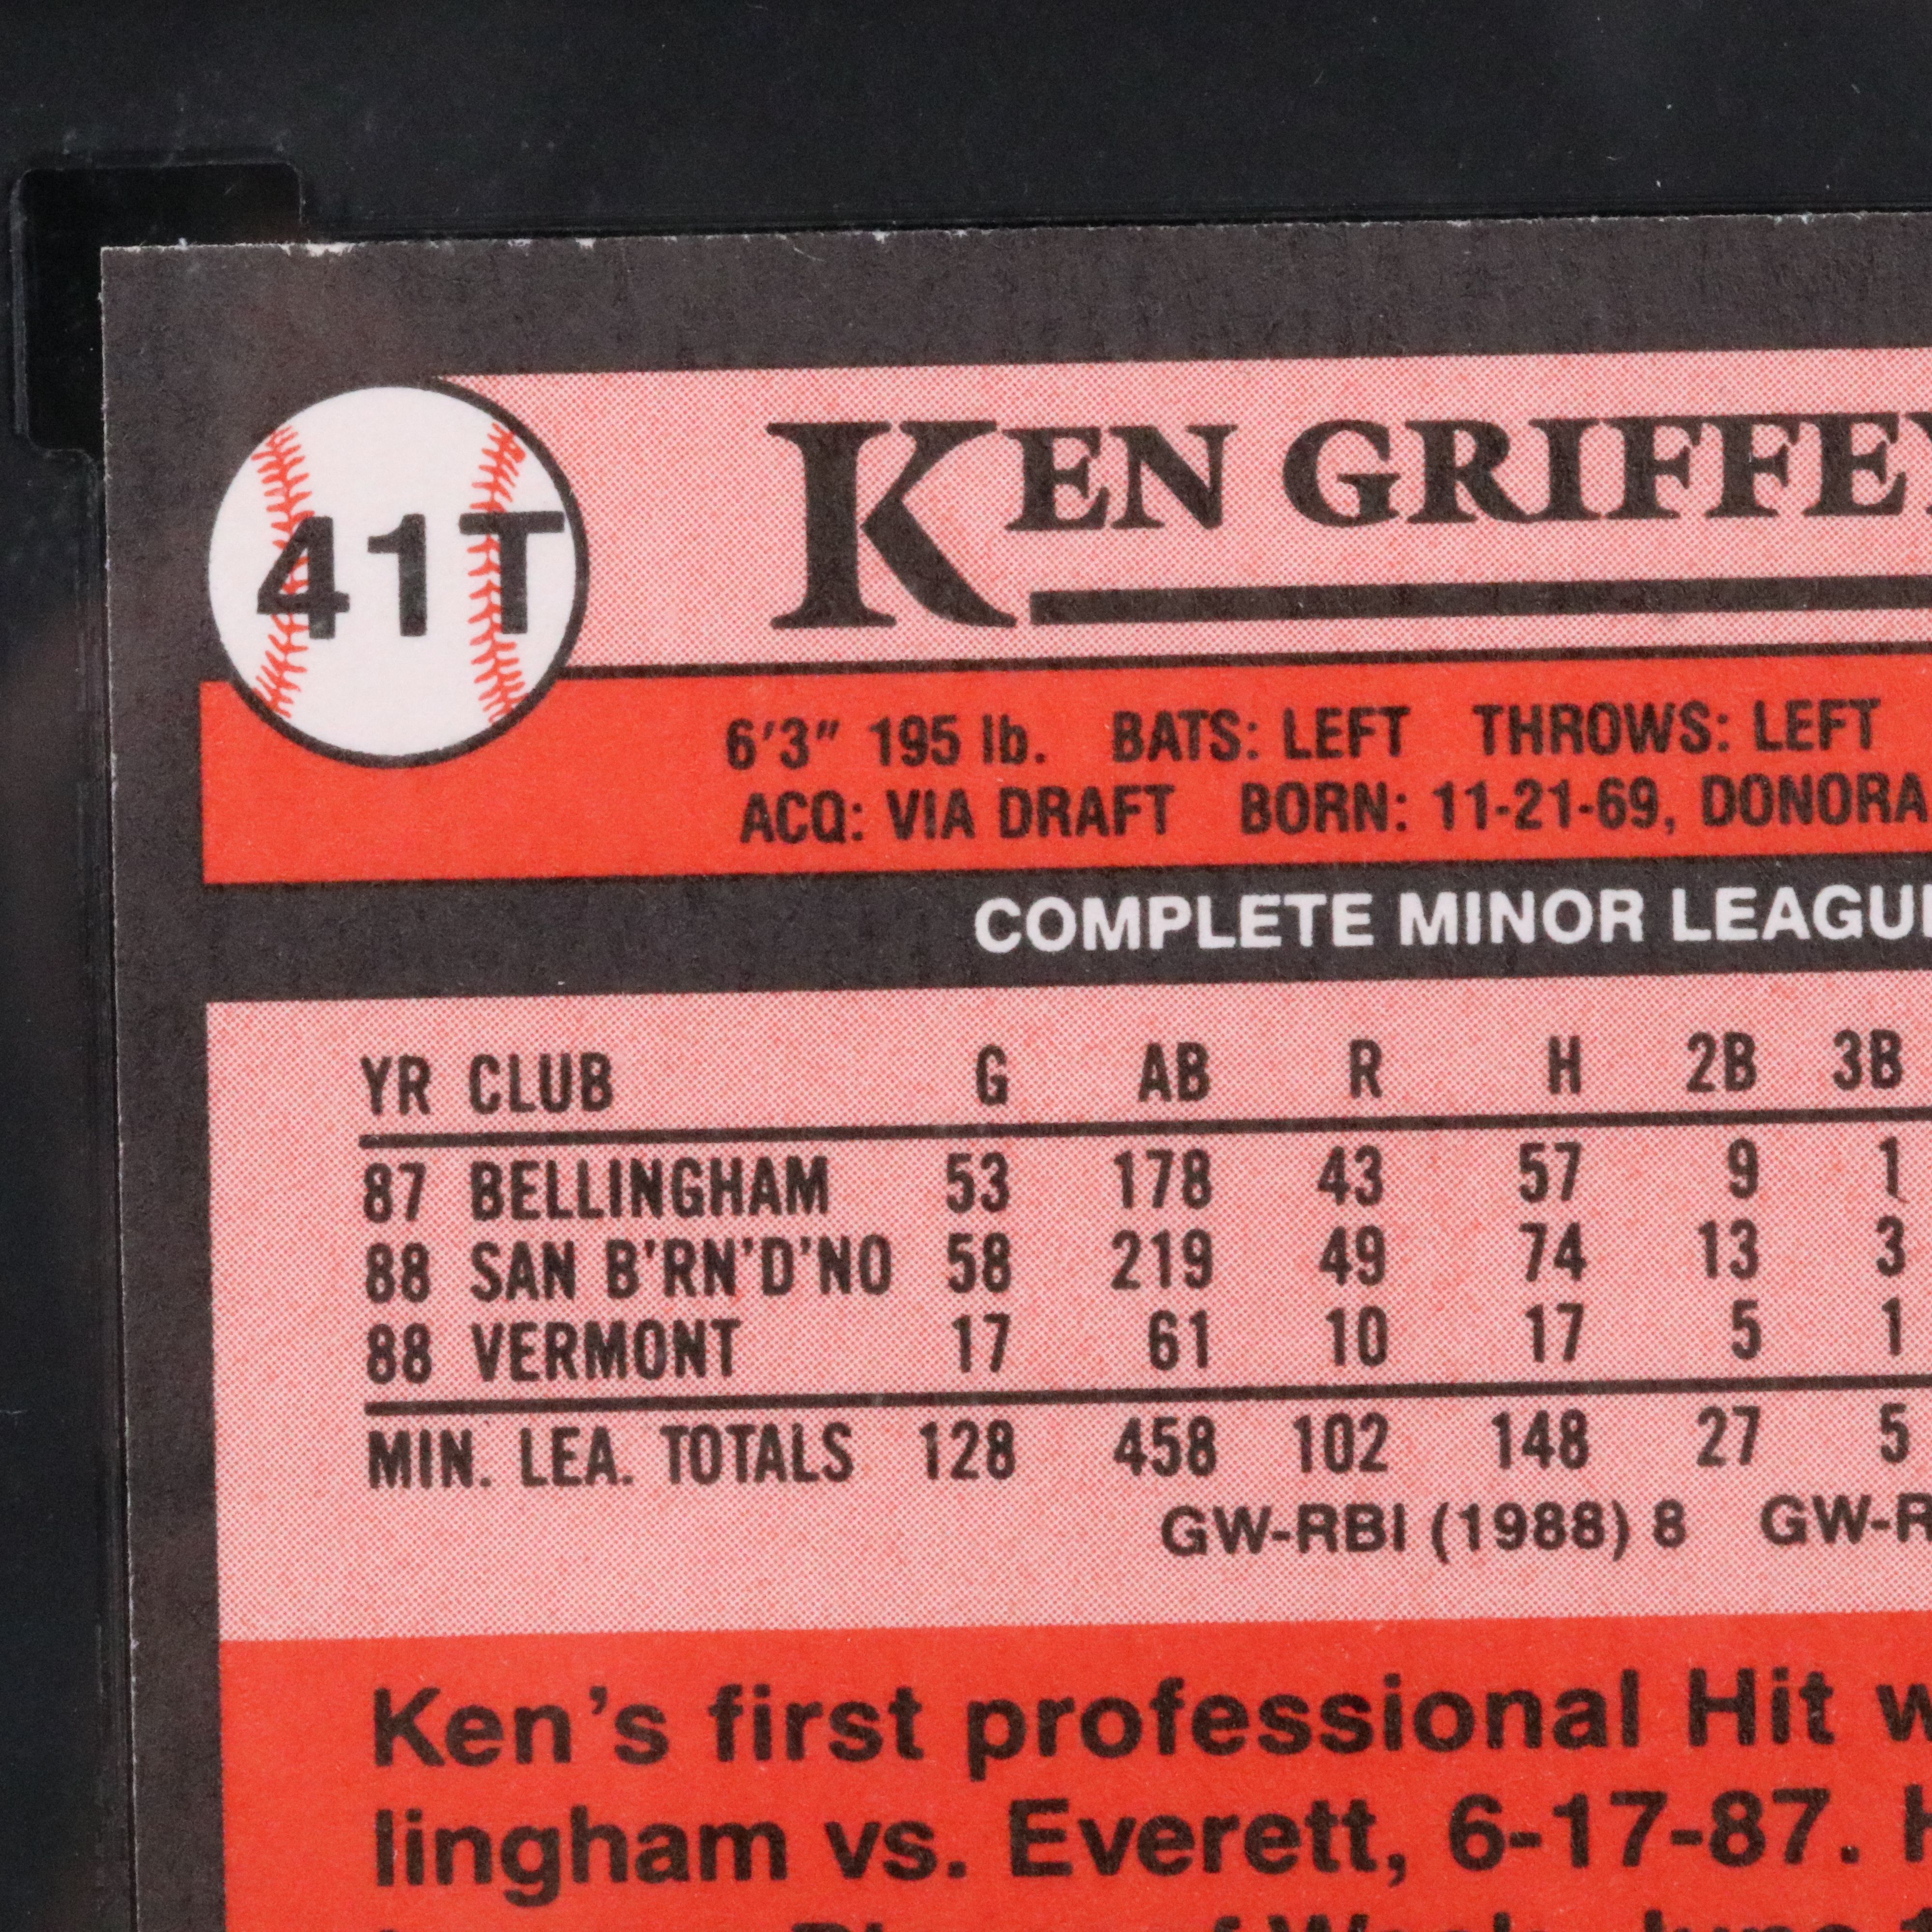 41T
KEN GRIFFEY
6'3" 195 lb. BATS: LEFT THROWS: LEFT
ACQ: VIA DRAFT BORN: 11-21-69, DONORA
COMPLETE MINOR LEAGU
YR CLUB G AB R H 2B 3B
87 BELLINGHAM 53 178 43 57 9 1
88 SAN B'RN'D'NO 58 219 49 74 13 3
88 VERMONT 17 61 10 17 5 1
MIN. LEA. TOTALS 128 458 102 148 27 5
GW-RBI (1988) 8 GW-R
Ken's first professional Hit w
lingham vs. Everett, 6-17-87. H